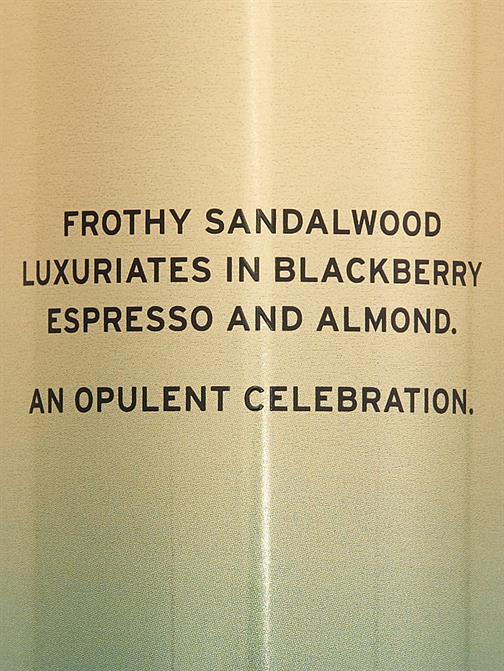 FROTHY SANDALWOOD
LUXURIATES IN BLACKBERRY
ESPRESSO AND ALMOND.
AN OPULENT CELEBRATION.